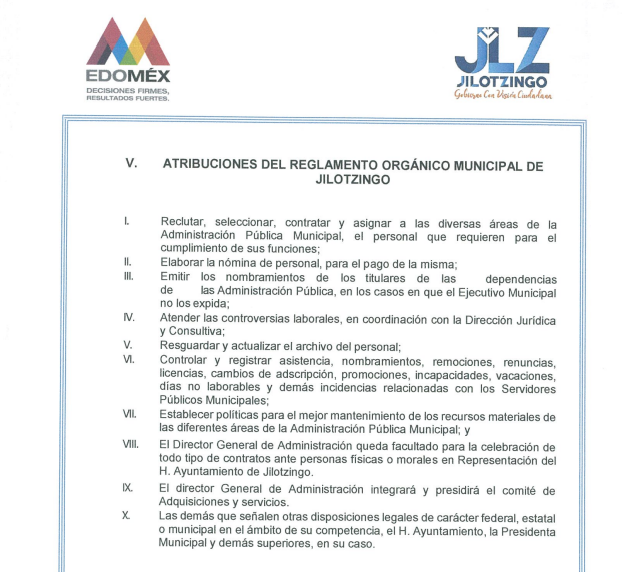 EDOMÉX
DECISIONES FIRMES,
RESULTADOS FUERTES.
JLZ
JILOTZINGO
Gobierno Con Visión Ciudadana
V. ATRIBUCIONES DEL REGLAMENTO ORGÁNICO MUNICIPAL DE
JILOTZINGO
I. Reclutar, seleccionar, contratar y asignar a las diversas áreas de la
Administración Pública Municipal, el personal que requieren para el
cumplimiento de sus funciones;
II. Elaborar la nómina de personal, para el pago de la misma;
III. Emitir los nombramientos de los titulares de las dependencias
de las Administración Pública, en los casos en que el Ejecutivo Municipal
no los expida;
IV. Atender las controversias laborales, en coordinación con la Dirección Jurídica
y Consultiva;
V. Resguardar y actualizar el archivo del personal;
VI. Controlar y registrar asistencia, nombramientos, remociones, renuncias,
licencias, cambios de adscripción, promociones, incapacidades, vacaciones,
días no laborables y demás incidencias relacionadas con los Servidores
Públicos Municipales;
VII. Establecer políticas para el mejor mantenimiento de los recursos materiales de
las diferentes áreas de la Administración Pública Municipal; y
VIII. El Director General de Administración queda facultado para la celebración de
todo tipo de contratos ante personas físicas o morales en Representación del
H. Ayuntamiento de Jilotzingo.
IX. El director General de Administración integrará y presidirá el comité de
Adquisiciones y servicios.
X. Las demás que señalen otras disposiciones legales de carácter federal, estatal
o municipal en el ámbito de su competencia, el H. Ayuntamiento, la Presidenta
Municipal y demás superiores, en su caso.